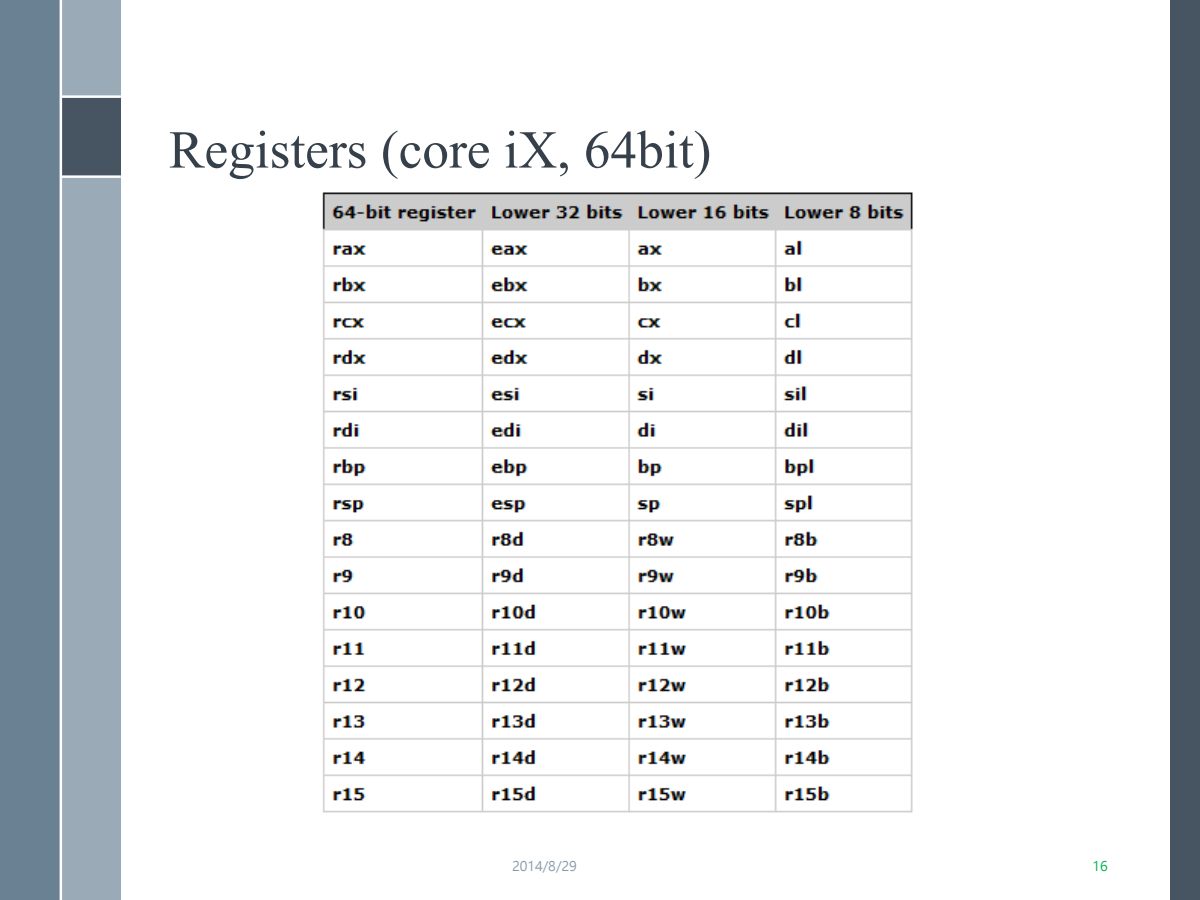 Registers (core iX, 64bit)
64-bit register Lower 32 bits Lower 16 bits Lower 8 bits
rax eax ax al
rbx ebx bx bl
rcx ecx cx cl
rdx edx dx dl
rsi esi si sil
rdi edi di dil
rbp ebp bp bpl
rsp esp sp spl
r8 r8d r8w r8b
r9 r9d r9w r9b
r10 r10d r10w r10b
r11 r11d r11w r11b
r12 r12d r12w r12b
r13 r13d r13w r13b
r14 r14d r14w r14b
r15 r15d r15w r15b
2014/8/29 16